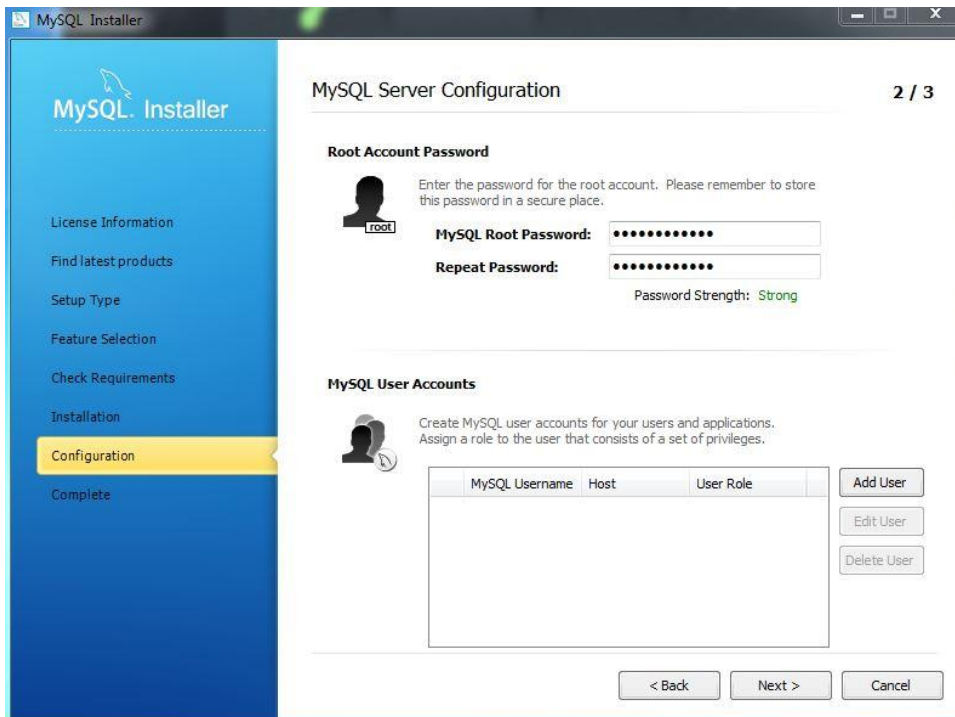 MySQL Installer
MySQL. Installer
License Information
Find latest products
Setup Type
Feature Selection
Check Requirements
Installation
Configuration
Complete
MySQL Server Configuration
2 / 3
Root Account Password
Enter the password for the root account. Please remember to store
this password in a secure place.
root
MySQL Root Password: ••••••••••••
Repeat Password: ••••••••••••
Password Strength: Strong
MySQL User Accounts
Create MySQL user accounts for your users and applications.
Assign a role to the user that consists of a set of privileges.
MySQL Username Host User Role
Add User
Edit User
Delete User
< Back Next > Cancel